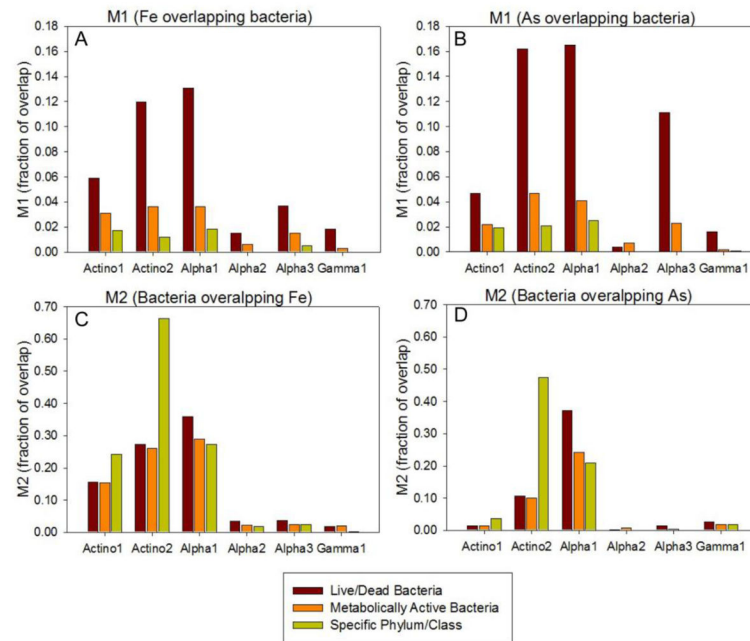 M1 (Fe overlapping bacteria)
A
M1 (fraction of overlap)
0.18
0.16
0.14
0.12
0.10
0.08
0.06
0.04
0.02
0.00
Actino1 Actino2 Alpha1 Alpha2 Alpha3 Gamma1
M1 (As overlapping bacteria)
B
M1 (fraction of overlap)
0.18
0.16
0.14
0.12
0.10
0.08
0.06
0.04
0.02
0.00
Actino1 Actino2 Alpha1 Alpha2 Alpha3 Gamma1
M2 (Bacteria overalpping Fe)
C
M2 (fraction of overlap)
0.70
0.60
0.50
0.40
0.30
0.20
0.10
0.00
Actino1 Actino2 Alpha1 Alpha2 Alpha3 Gamma1
M2 (Bacteria overalpping As)
D
M2 (fraction of overlap)
0.70
0.60
0.50
0.40
0.30
0.20
0.10
0.00
Actino1 Actino2 Alpha1 Alpha2 Alpha3 Gamma1
Live/Dead Bacteria
Metabolically Active Bacteria
Specific Phylum/Class